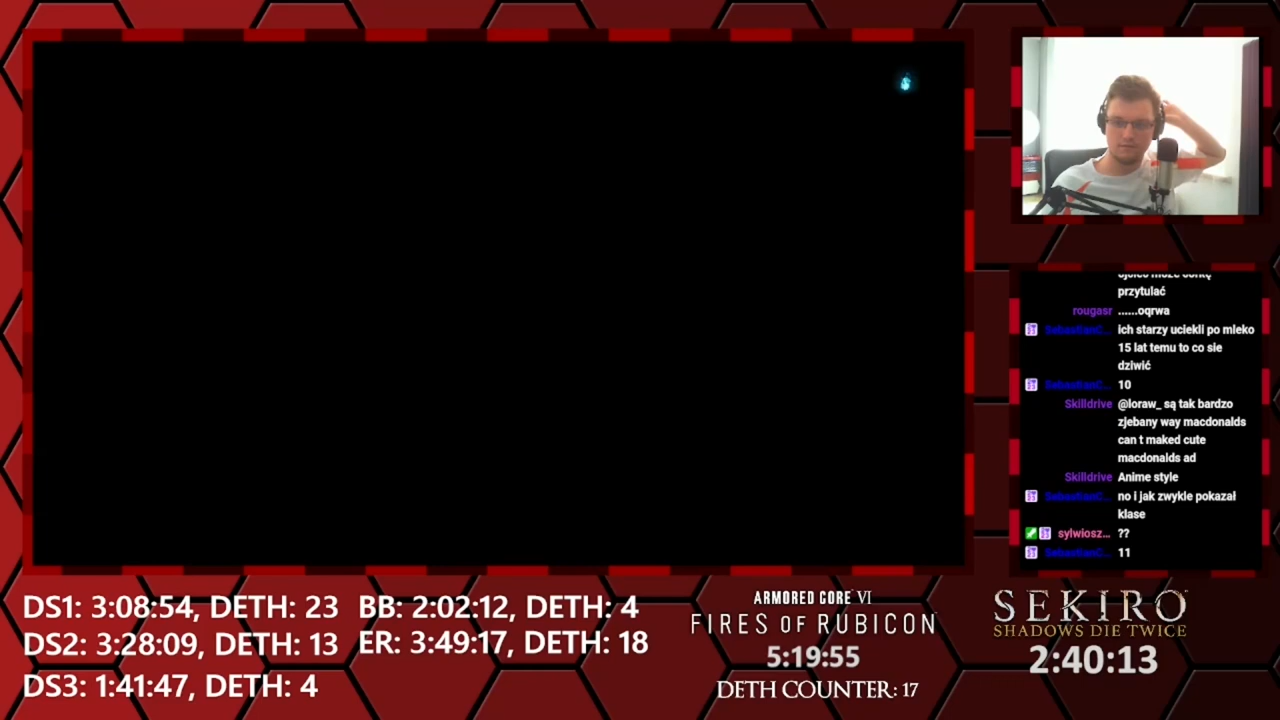 przytulać
rougasr ......oqrwa
ich starzy uciekli po mleko
15 lat temu to co sie
dziwić
10
Skilldrive @loraw_ są tak bardzo
zjebany way macdonalds
can t maked cute
macdonalds ad
Skilldrive Anime style
no i jak zwykle pokazał
klase
sylwiosz... ??
11
DS1: 3:08:54, DETH: 23 BB: 2:02:12, DETH: 4
DS2: 3:28:09, DETH: 13 ER: 3:49:17, DETH: 18
DS3: 1:41:47, DETH: 4
ARMORED CORE VI
FIRES OF RUBICON
5:19:55
DETH COUNTER: 17
SEKIRO
SHADOWS DIE TWICE
2:40:13